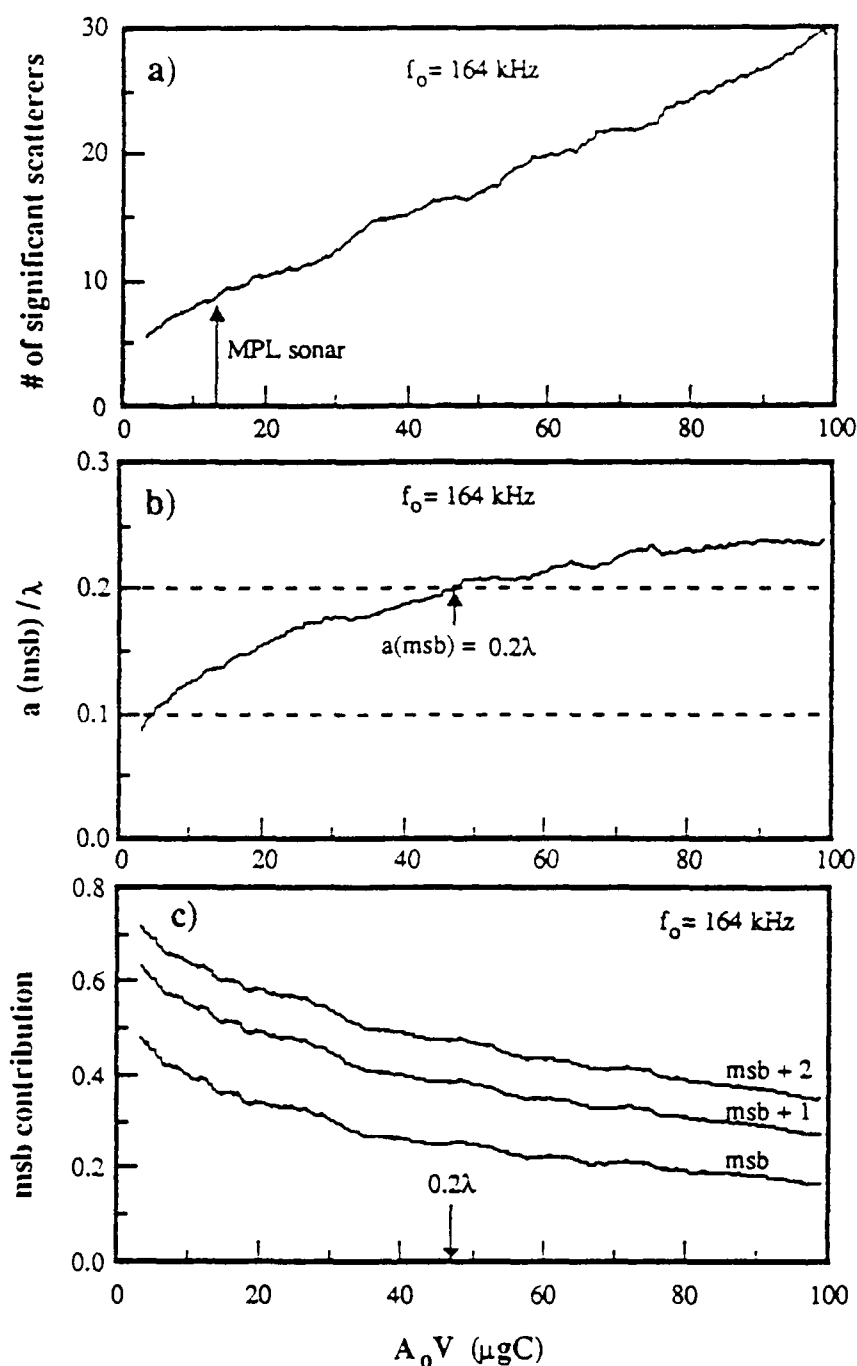 30
a)
f₀ = 164 kHz
20
10
0
# of significant scatterers
MPL sonar
0 20 40 60 80 100
0.3
b)
f₀ = 164 kHz
0.2
a(msb) = 0.2λ
0.1
0.0
a (msb) / λ
0 20 40 60 80 100
0.8
c)
f₀ = 164 kHz
0.6
0.4
0.2
0.0
msb contribution
msb + 2
msb + 1
msb
0.2λ
0 20 40 60 80 100
A₀V (µgC)